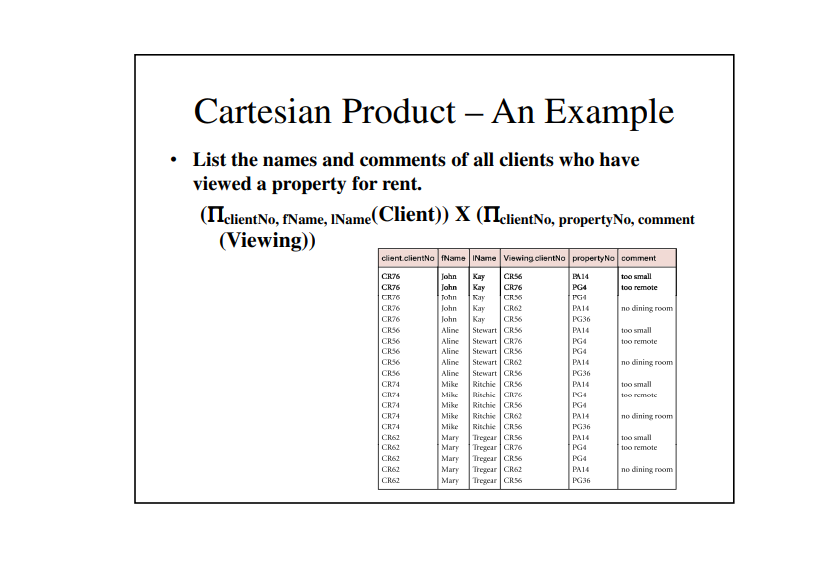 Cartesian Product – An Example
• List the names and comments of all clients who have
viewed a property for rent.
(∏clientNo, fName, lName(Client)) X (∏clientNo, propertyNo, comment
(Viewing))
client.clientNo fName lName Viewing.clientNo propertyNo comment
CR76 John Kay CR56 PA14 too small
CR76 John Kay CR76 PG4 too remote
CR76 John Kay CR56 PG4
CR76 John Kay CR62 PA14 no dining room
CR76 John Kay CR56 PG36
CR56 Aline Stewart CR56 PA14 too small
CR56 Aline Stewart CR76 PG4 too remote
CR56 Aline Stewart CR56 PG4
CR56 Aline Stewart CR62 PA14 no dining room
CR56 Aline Stewart CR56 PG36
CR74 Mike Ritchie CR56 PA14 too small
CR74 Mike Ritchie CR76 PG4 too remote
CR74 Mike Ritchie CR56 PG4
CR74 Mike Ritchie CR62 PA14 no dining room
CR74 Mike Ritchie CR56 PG36
CR62 Mary Tregear CR56 PA14 too small
CR62 Mary Tregear CR76 PG4 too remote
CR62 Mary Tregear CR56 PG4
CR62 Mary Tregear CR62 PA14 no dining room
CR62 Mary Tregear CR56 PG36